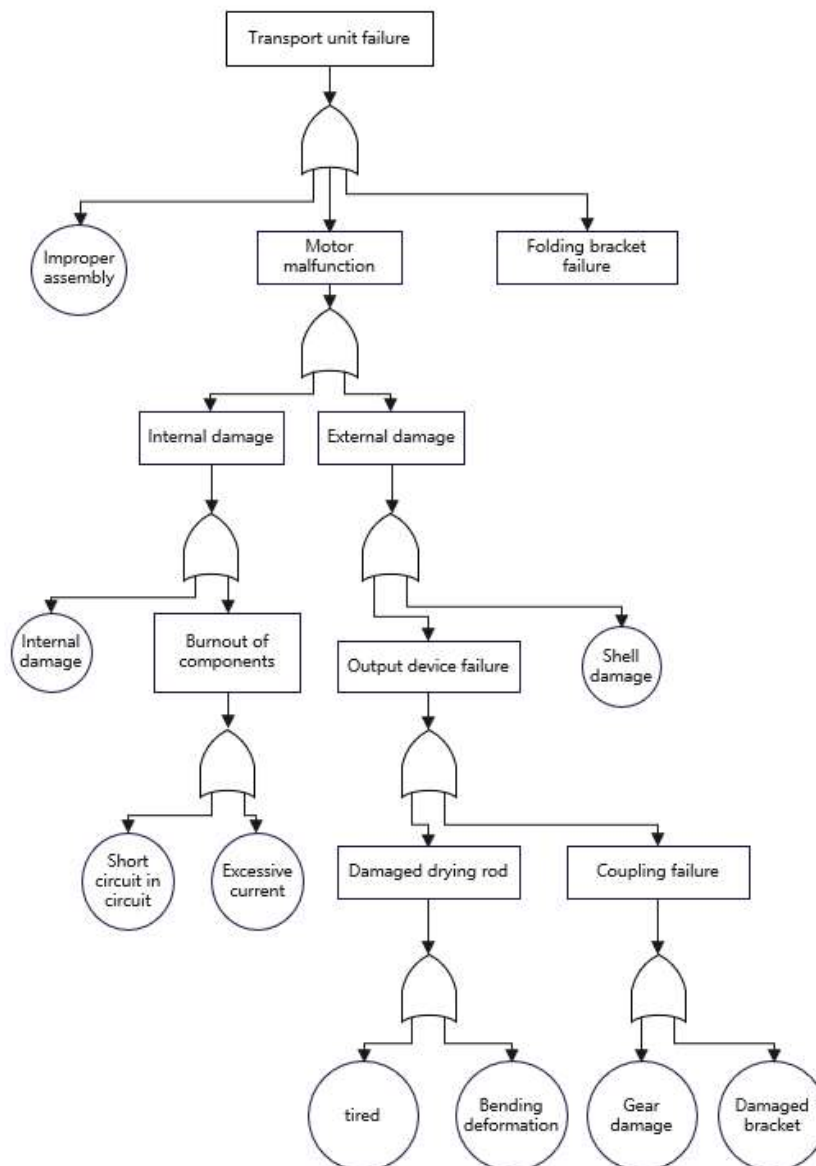 Transport unit failure
Improper
assembly
Motor
malfunction
Folding bracket
failure
Internal damage
External damage
Internal
damage
Burnout of
components
Output device failure
Shell
damage
Short
circuit in
circuit
Excessive
current
Damaged drying rod
Coupling failure
tired
Bending
deformation
Gear
damage
Damaged
bracket